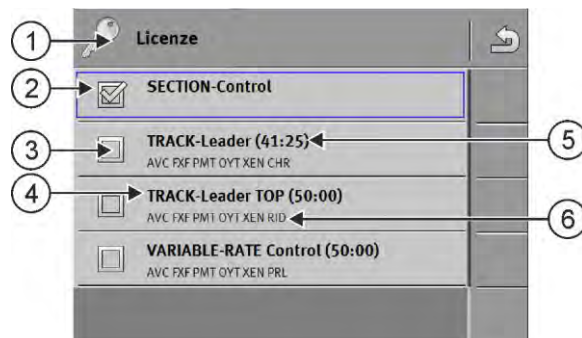 Licenze
SECTION-Control
TRACK-Leader (41:25)
AVC FXF PMT OYT XEN CHR
TRACK-Leader TOP (50:00)
AVC FXF PMT OYT XEN RID
VARIABLE-RATE Control (50:00)
AVC FXF PMT OYT XEN PRL
1
2
3
4
5
6